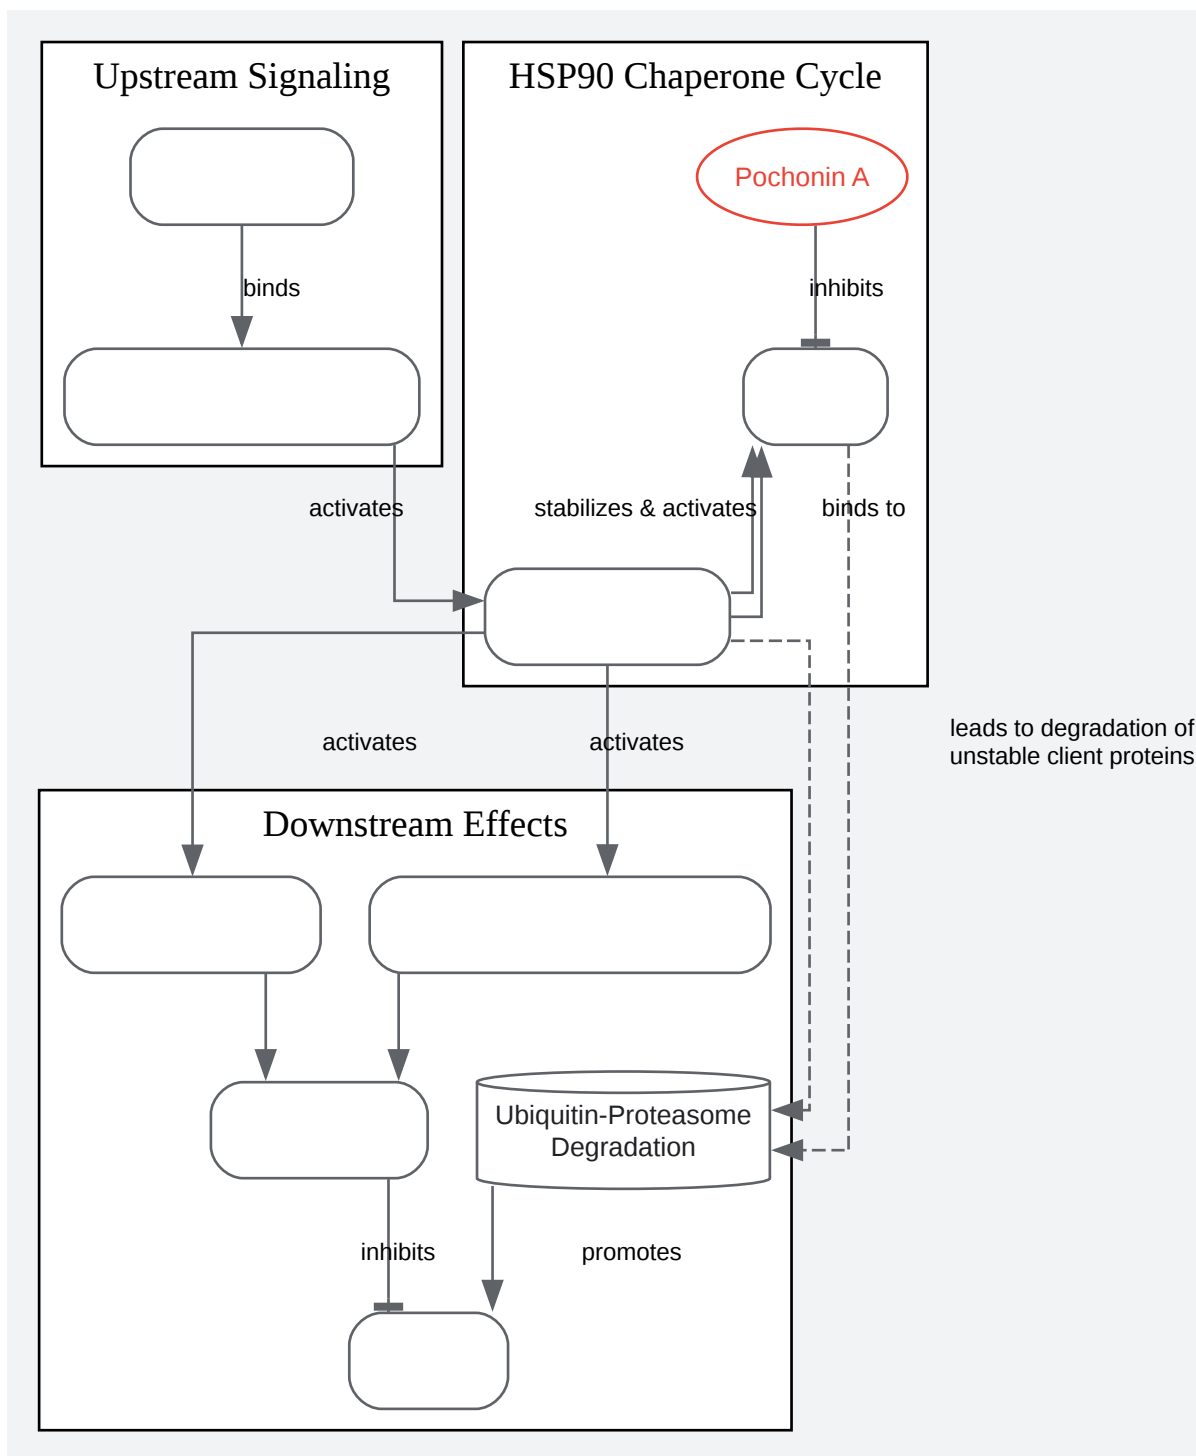 Upstream Signaling
HSP90 Chaperone Cycle
Pochonin A
binds
inhibits
activates
stabilizes & activates
binds to
activates
activates
leads to degradation of
unstable client proteins
Downstream Effects
Ubiquitin-Proteasome
Degradation
inhibits
promotes